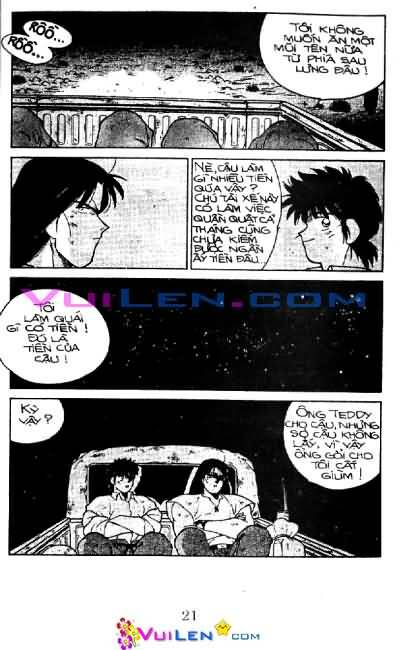 RỒỒ...
RỒỒ...
TÔI KHÔNG
MUỐN ĂN MỘT
MŨI TÊN NỮA
TỪ PHÍA SAU
LƯNG ĐÂU !
NÈ, CẬU LÀM
GÌ NHIỀU TIỀN
QÚA VẬY ?
CHÚ TÀI XẾ NÀY
CÓ LÀM VIỆC
QUẦN QUẬT CẢ
THÁNG CŨNG
CHƯA KIẾM
ĐƯỢC NGẦN
ẤY TIỀN ĐÂU.
VUILEN.COM
TÔI
LÀM QUÁI
GÌ CÓ TIỀN !
ĐÓ LÀ
TIỀN CỦA
CẬU !
KỲ
VẬY ?
ÔNG TEDDY
CHO CẬU, NHƯNG
SỢ CẬU KHÔNG
LẤY, VÌ VẬY
ÔNG GỞI CHO
TÔI CẤT
GIÙM !
21
VUILEN.COM